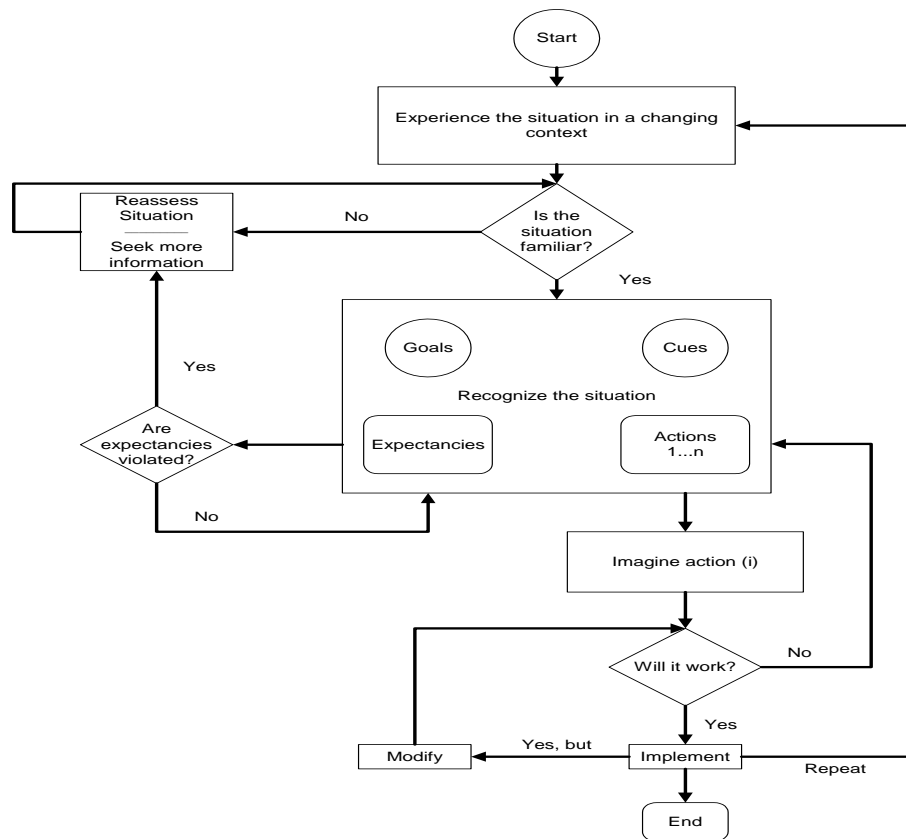 Start
Experience the situation in a changing
context
Reassess
Situation
Seek more
information
No
Is the
situation
familiar?
Yes
Goals
Cues
Yes
Recognize the situation
Are
expectancies
violated?
Expectancies
Actions
1...n
No
Imagine action (i)
Will it work?
No
Yes
Modify
Yes, but
Implement
Repeat
End